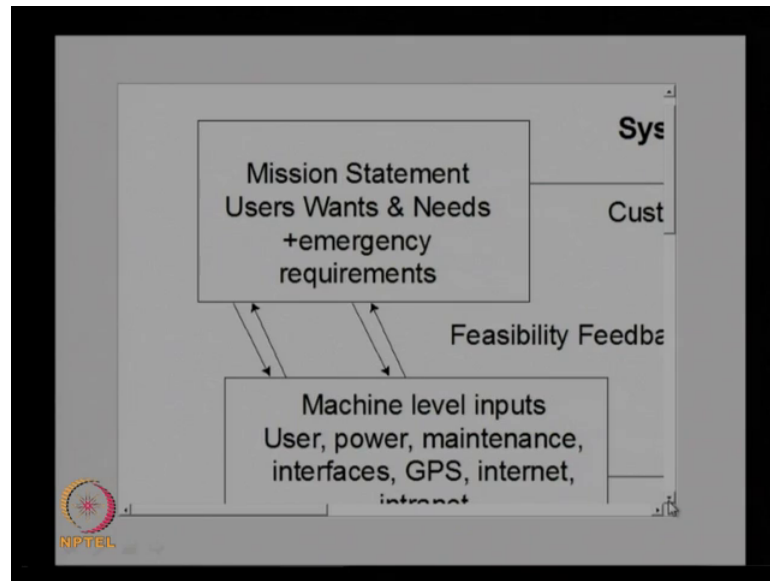 Sys
Mission Statement
Users Wants & Needs
+emergency
requirements
Cust
Feasibility Feedba
Machine level inputs
User, power, maintenance,
interfaces, GPS, internet,
intranet
NPTEL